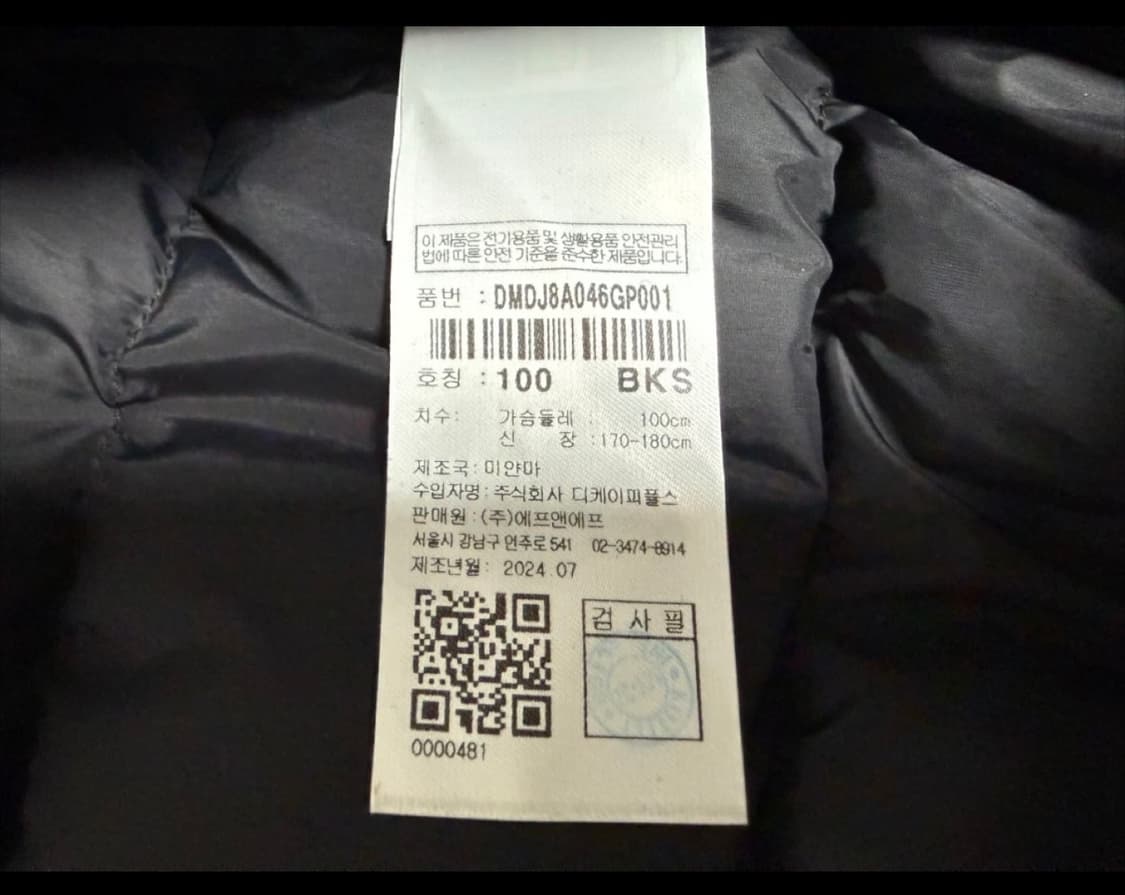 이 제품은 전기용품 및 생활용품 안전관리
법에 따른 안전 기준을 준수한 제품입니다.
품번 : DMDJ8A046GP001
호칭 : 100 BKS
치수: 가슴둘레 : 100cm
신 장 : 170-180cm
제조국 : 미얀마
수입자명 : 주식회사 디케이피플스
판매원 : (주)에프앤에프
서울시 강남구 언주로 541 02-3474-8914
제조년월 : 2024.07
검 사 필
0000481